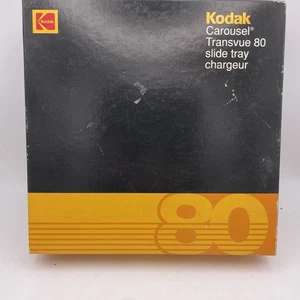 Kodak
Kodak
Carousel®
Transvue 80
slide tray
chargeur
80